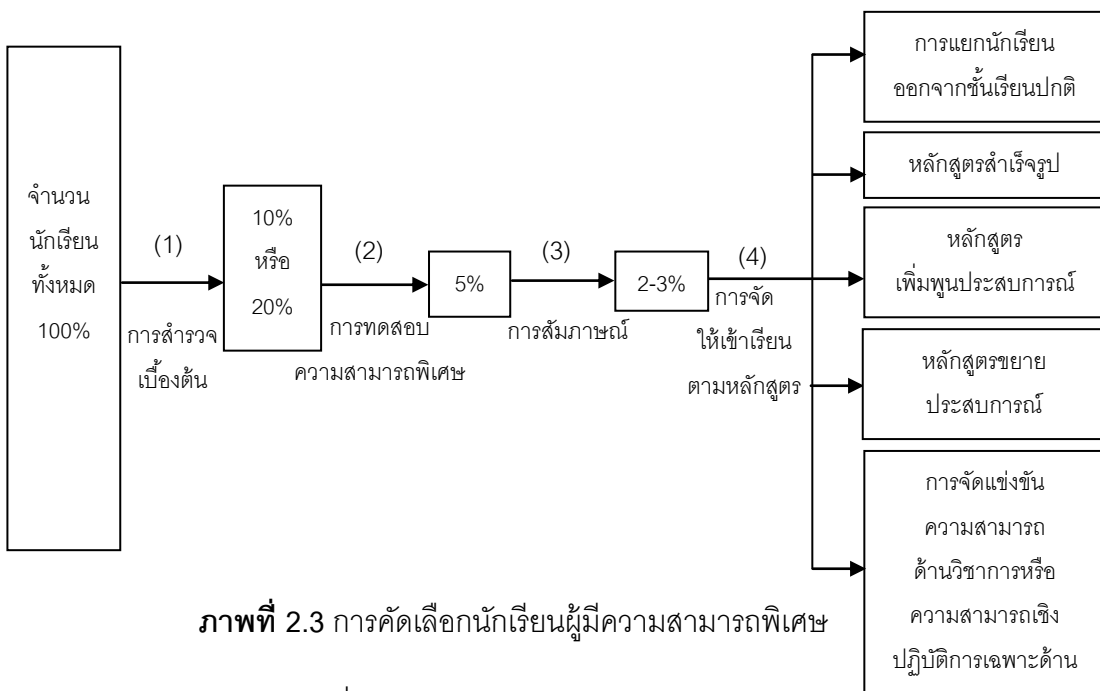 จำนวน
นักเรียน
ทั้งหมด
100%
(1)
การสำรวจ
เบื้องต้น
10%
หรือ
20%
(2)
การทดสอบ
ความสามารถพิเศษ
5%
(3)
การสัมภาษณ์
2-3%
(4)
การจัด
ให้เข้าเรียน
ตามหลักสูตร
การแยกนักเรียน
ออกจากชั้นเรียนปกติ
หลักสูตรสำเร็จรูป
หลักสูตร
เพิ่มพูนประสบการณ์
หลักสูตรขยาย
ประสบการณ์
การจัดแข่งขัน
ความสามารถ
ด้านวิชาการหรือ
ความสามารถเชิง
ปฏิบัติการเฉพาะด้าน
ภาพที่ 2.3 การคัดเลือกนักเรียนผู้มีความสามารถพิเศษ